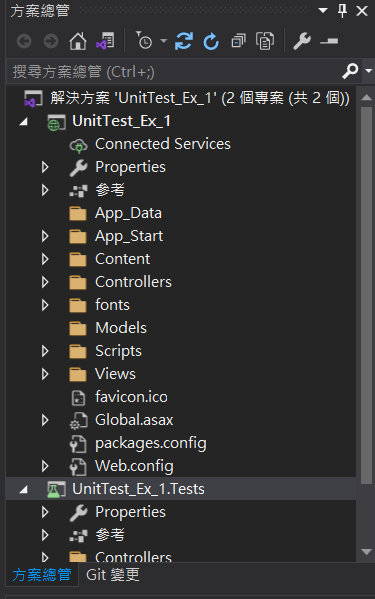 方案總管
搜尋方案總管 (Ctrl+;)
解決方案 'UnitTest_Ex_1' (2 個專案 (共 2 個))
UnitTest_Ex_1
Connected Services
Properties
參考
App_Data
App_Start
Content
Controllers
fonts
Models
Scripts
Views
favicon.ico
Global.asax
packages.config
Web.config
UnitTest_Ex_1.Tests
Properties
參考
Controllers
方案總管 Git 變更